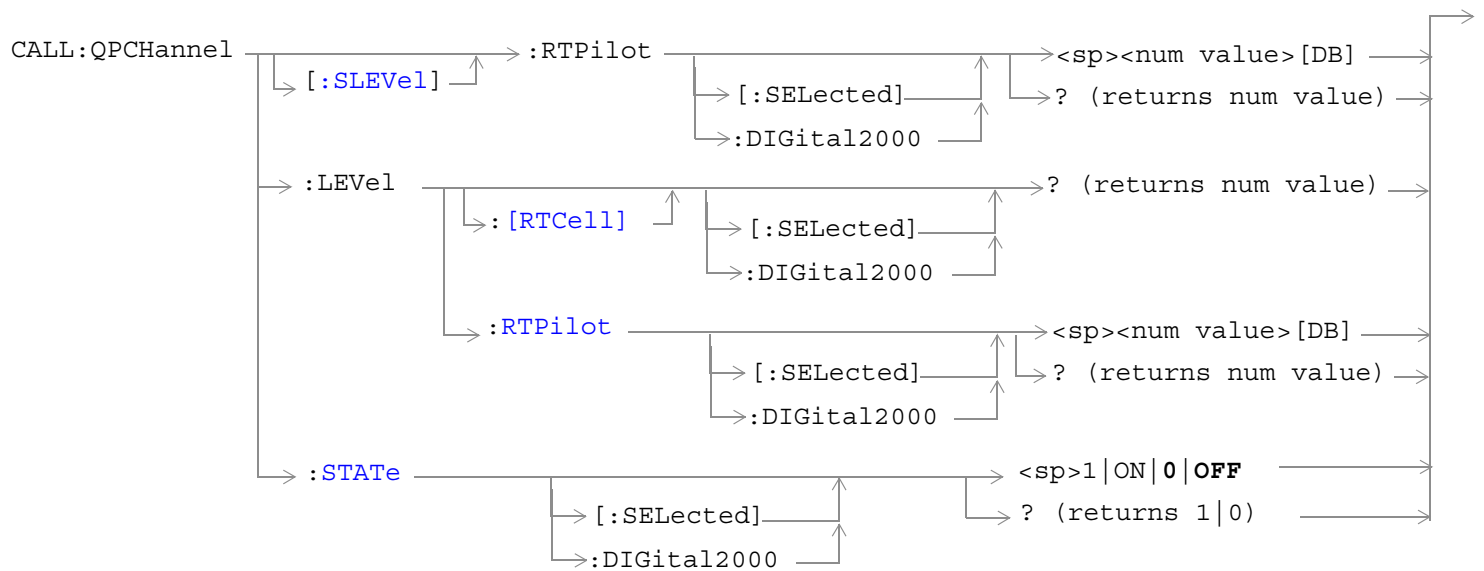 CALL:QPCHannel :RTPilot <sp><num value>[DB]
[:SLEVel]
[:SELected] ? (returns num value)
:DIGital2000
:LEVel ? (returns num value)
:[RTCell] [:SELected]
:DIGital2000
:RTPilot <sp><num value>[DB]
[:SELected] ? (returns num value)
:DIGital2000
:STATe <sp>1|ON|0|OFF
[:SELected] ? (returns 1|0)
:DIGital2000